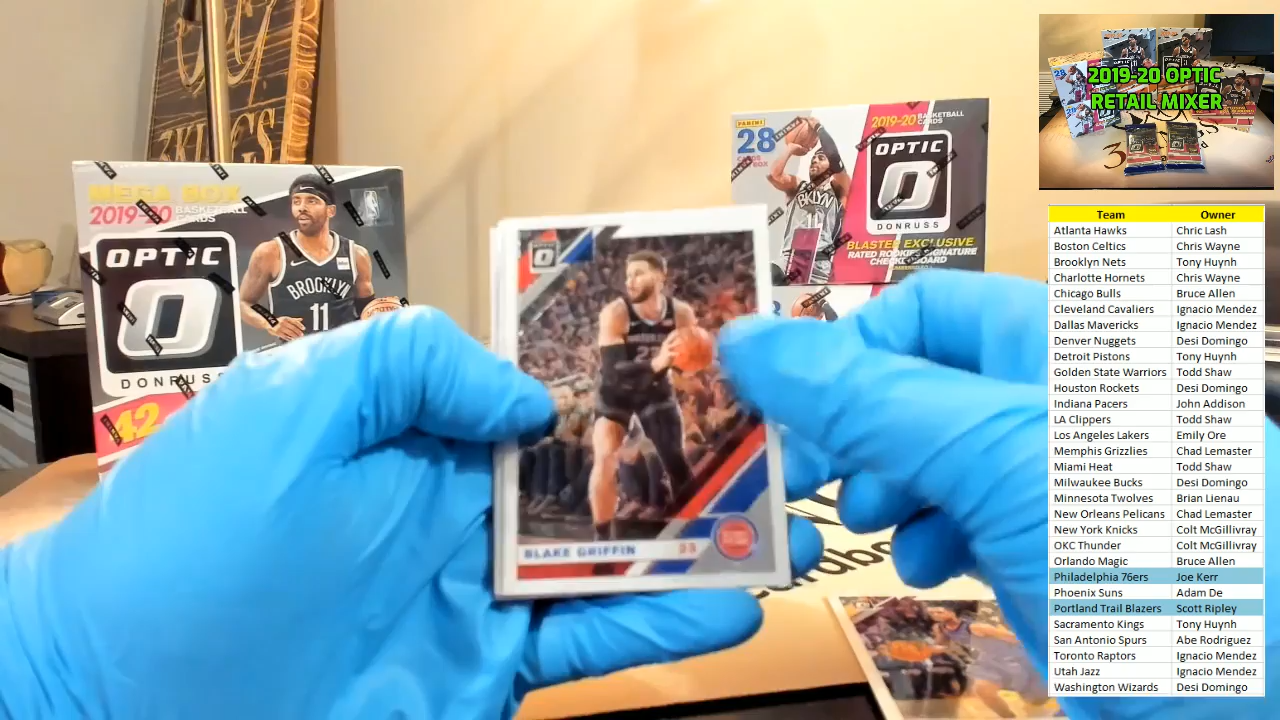 3KINGS
MEGA BOX
2019-20 BASKETBALL CARDS
OPTIC
DONRUSS
42
BROOKLYN
11
PANINI
28
CARDS PER BOX
2019-20 BASKETBALL CARDS
OPTIC
DONRUSS
BKLYN
11
BLASTER EXCLUSIVE
RATED ROOKIES SIGNATURE
CHECKERBOARD
OPTIC
BLAKE GRIFFIN 23
2019-20 OPTIC
RETAIL MIXER
Team Owner
Atlanta Hawks Chric Lash
Boston Celtics Chris Wayne
Brooklyn Nets Tony Huynh
Charlotte Hornets Chris Wayne
Chicago Bulls Bruce Allen
Cleveland Cavaliers Ignacio Mendez
Dallas Mavericks Ignacio Mendez
Denver Nuggets Desi Domingo
Detroit Pistons Tony Huynh
Golden State Warriors Todd Shaw
Houston Rockets Desi Domingo
Indiana Pacers John Addison
LA Clippers Todd Shaw
Los Angeles Lakers Emily Ore
Memphis Grizzlies Chad Lemaster
Miami Heat Todd Shaw
Milwaukee Bucks Desi Domingo
Minnesota Twolves Brian Lienau
New Orleans Pelicans Chad Lemaster
New York Knicks Colt McGillivray
OKC Thunder Colt McGillivray
Orlando Magic Bruce Allen
Philadelphia 76ers Joe Kerr
Phoenix Suns Adam De
Portland Trail Blazers Scott Ripley
Sacramento Kings Tony Huynh
San Antonio Spurs Abe Rodriguez
Toronto Raptors Ignacio Mendez
Utah Jazz Ignacio Mendez
Washington Wizards Desi Domingo